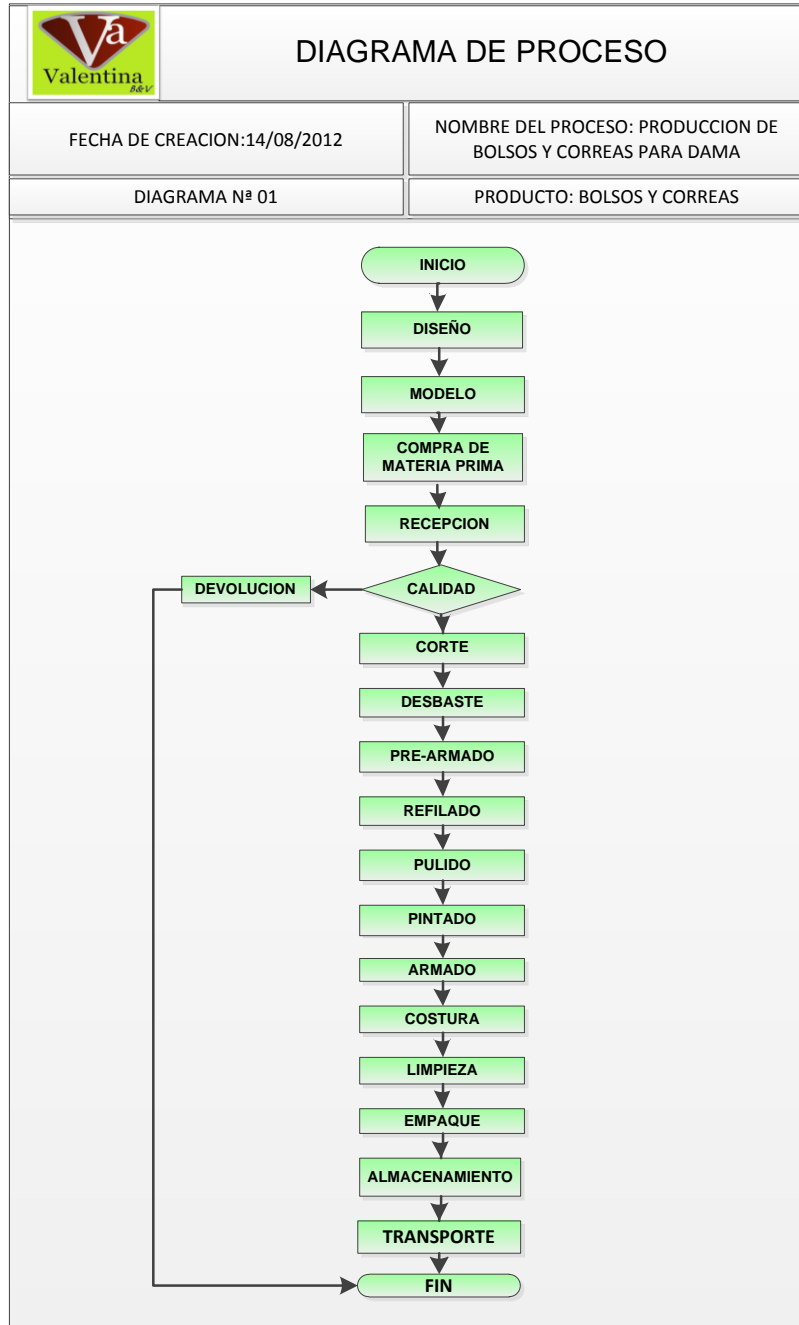 Va
Valentina
B&V
DIAGRAMA DE PROCESO
FECHA DE CREACION:14/08/2012
NOMBRE DEL PROCESO: PRODUCCION DE
BOLSOS Y CORREAS PARA DAMA
DIAGRAMA Nª 01
PRODUCTO: BOLSOS Y CORREAS
INICIO
DISEÑO
MODELO
COMPRA DE
MATERIA PRIMA
RECEPCION
DEVOLUCION
CALIDAD
CORTE
DESBASTE
PRE-ARMADO
REFILADO
PULIDO
PINTADO
ARMADO
COSTURA
LIMPIEZA
EMPAQUE
ALMACENAMIENTO
TRANSPORTE
FIN